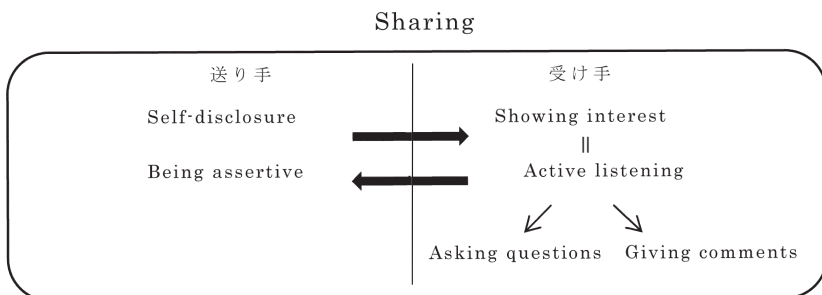 Sharing
送り手
Self-disclosure
Being assertive
受け手
Showing interest
||
Active listening
Asking questions Giving comments